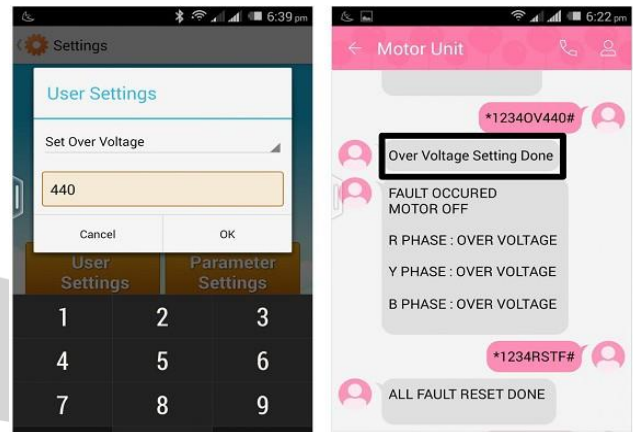 6:39 pm
Settings
User Settings
Set Over Voltage
440
Cancel OK
User Settings
Parameter Settings
1 2 3
4 5 6
7 8 9
6:22 pm
Motor Unit
*1234OV440#
Over Voltage Setting Done
FAULT OCCURED
MOTOR OFF
R PHASE : OVER VOLTAGE
Y PHASE : OVER VOLTAGE
B PHASE : OVER VOLTAGE
*1234RSTF#
ALL FAULT RESET DONE